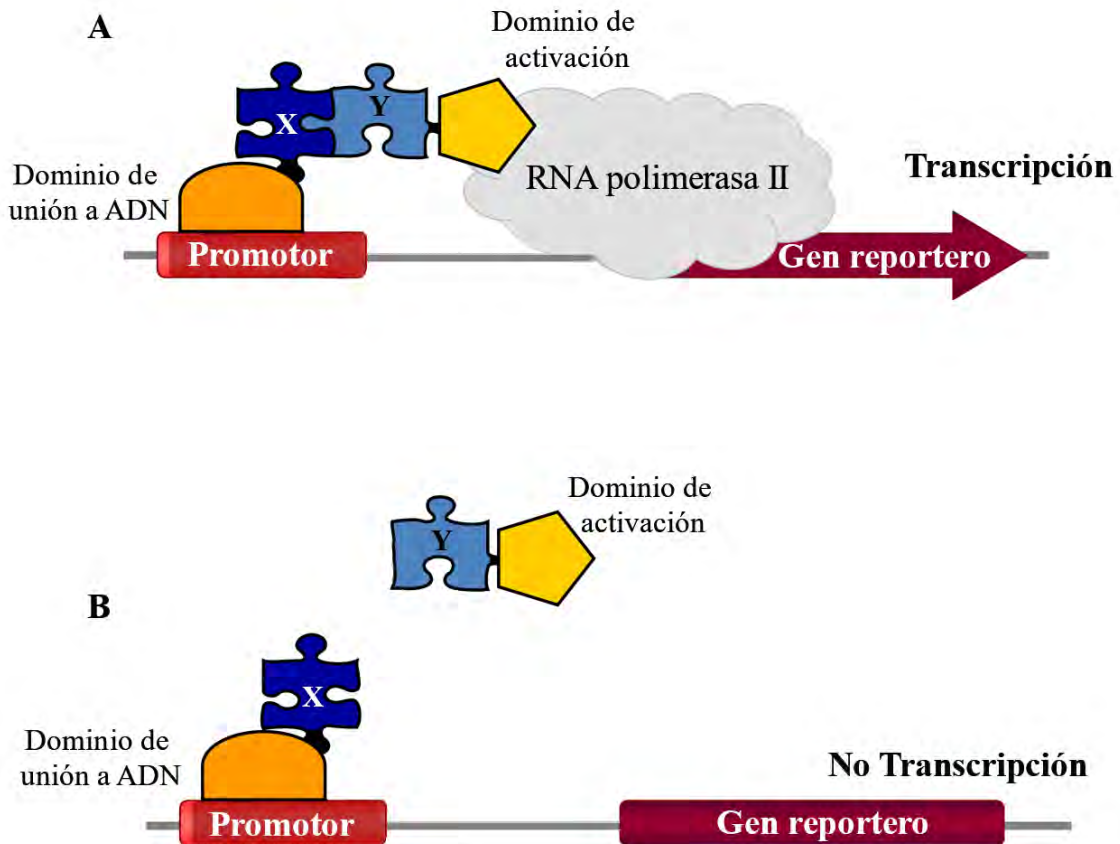 A
Dominio de
activación
X
Y
RNA polimerasa II
Transcripción
Dominio de
unión a ADN
Promotor
Gen reportero
Dominio de
activación
Y
B
X
Dominio de
unión a ADN
No Transcripción
Promotor
Gen reportero